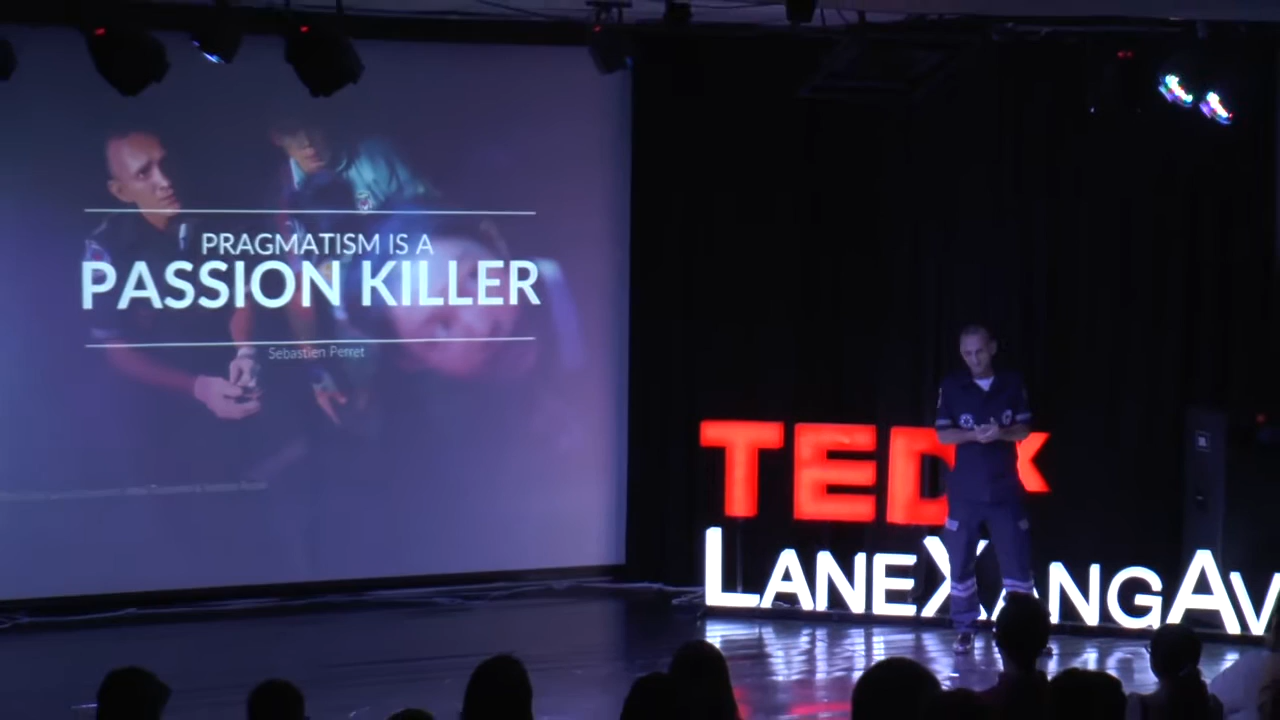 PRAGMATISM IS A
PASSION KILLER
Sebastien Perret
TEDx
LANEXANGAV